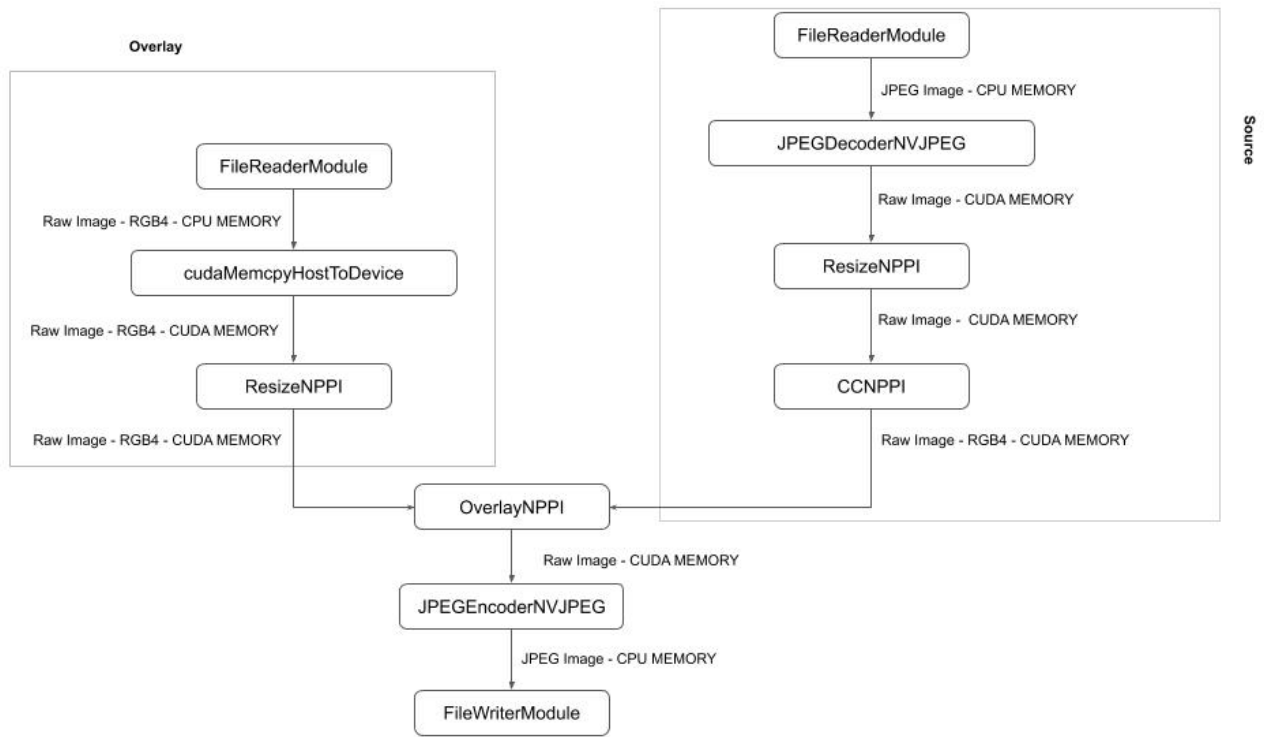 Overlay
FileReaderModule
Raw Image - RGB4 - CPU MEMORY
cudaMemcpyHostToDevice
Raw Image - RGB4 - CUDA MEMORY
ResizeNPPI
Raw Image - RGB4 - CUDA MEMORY
Source
FileReaderModule
JPEG Image - CPU MEMORY
JPEGDecoderNVJPEG
Raw Image - CUDA MEMORY
ResizeNPPI
Raw Image - CUDA MEMORY
CCNPPI
Raw Image - RGB4 - CUDA MEMORY
OverlayNPPI
Raw Image - CUDA MEMORY
JPEGEncoderNVJPEG
JPEG Image - CPU MEMORY
FileWriterModule